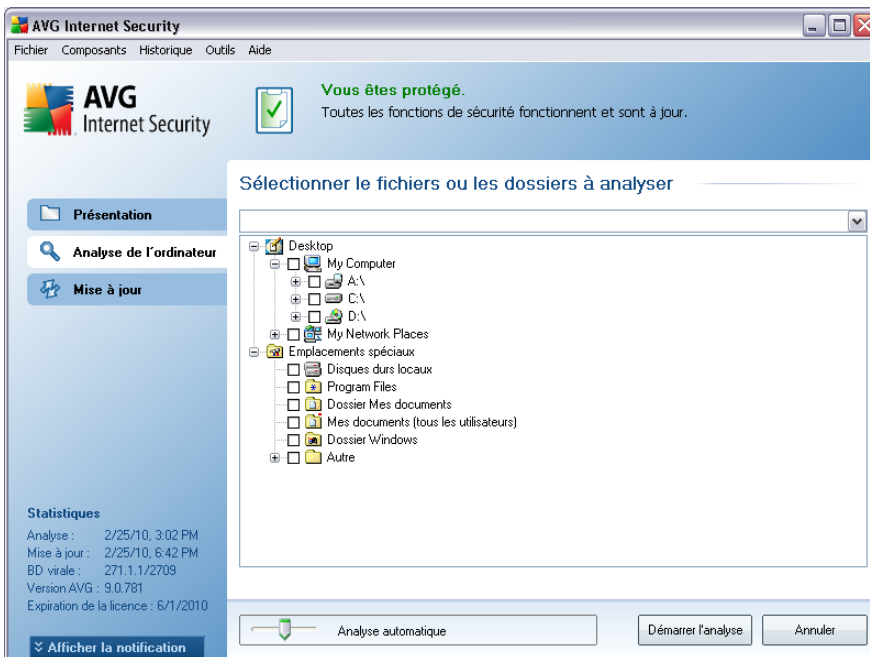 AVG Internet Security
Fichier Composants Historique Outils Aide
AVG
Internet Security
Vous êtes protégé.
Toutes les fonctions de sécurité fonctionnent et sont à jour.
Présentation
Analyse de l'ordinateur
Mise à jour
Sélectionner le fichiers ou les dossiers à analyser
Desktop
My Computer
A:\
C:\
D:\
My Network Places
Emplacements spéciaux
Disques durs locaux
Program Files
Dossier Mes documents
Mes documents (tous les utilisateurs)
Dossier Windows
Autre
Statistiques
Analyse : 2/25/10, 3:02 PM
Mise à jour : 2/25/10, 6:42 PM
BD virale : 271.1.1/2709
Version AVG : 9.0.781
Expiration de la licence : 6/1/2010
Afficher la notification
Analyse automatique
Démarrer l'analyse
Annuler